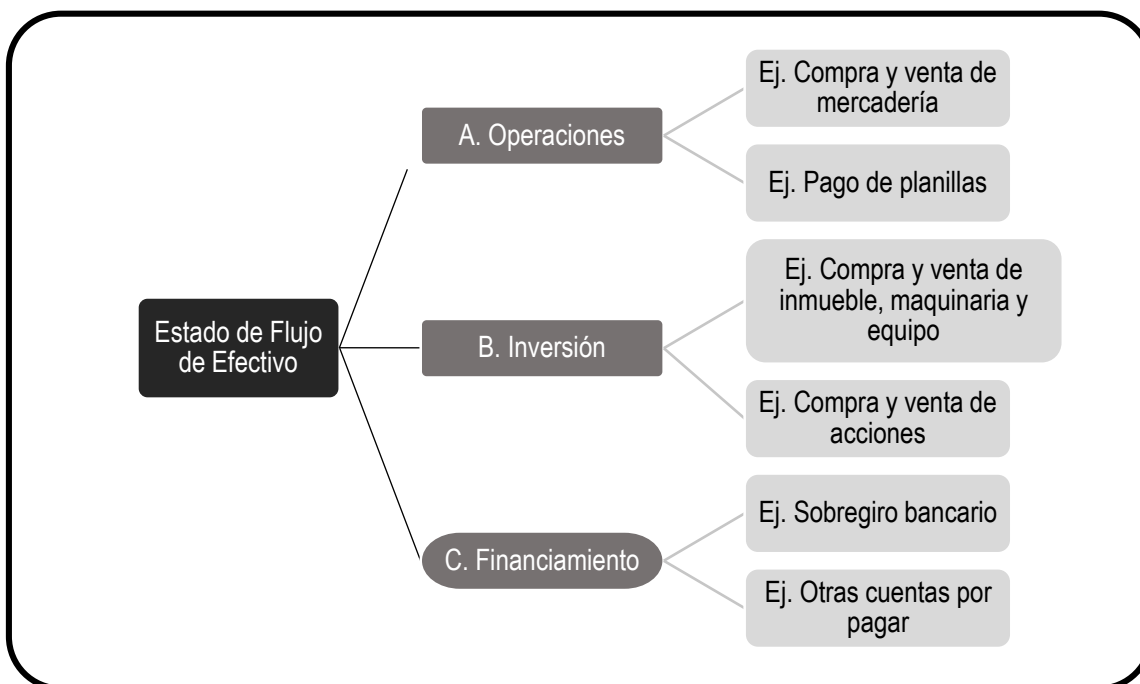 Ej. Compra y venta de
mercadería
A. Operaciones
Ej. Pago de planillas
Ej. Compra y venta de
inmueble, maquinaria y
equipo
Estado de Flujo
de Efectivo
B. Inversión
Ej. Compra y venta de
acciones
Ej. Sobregiro bancario
C. Financiamiento
Ej. Otras cuentas por
pagar